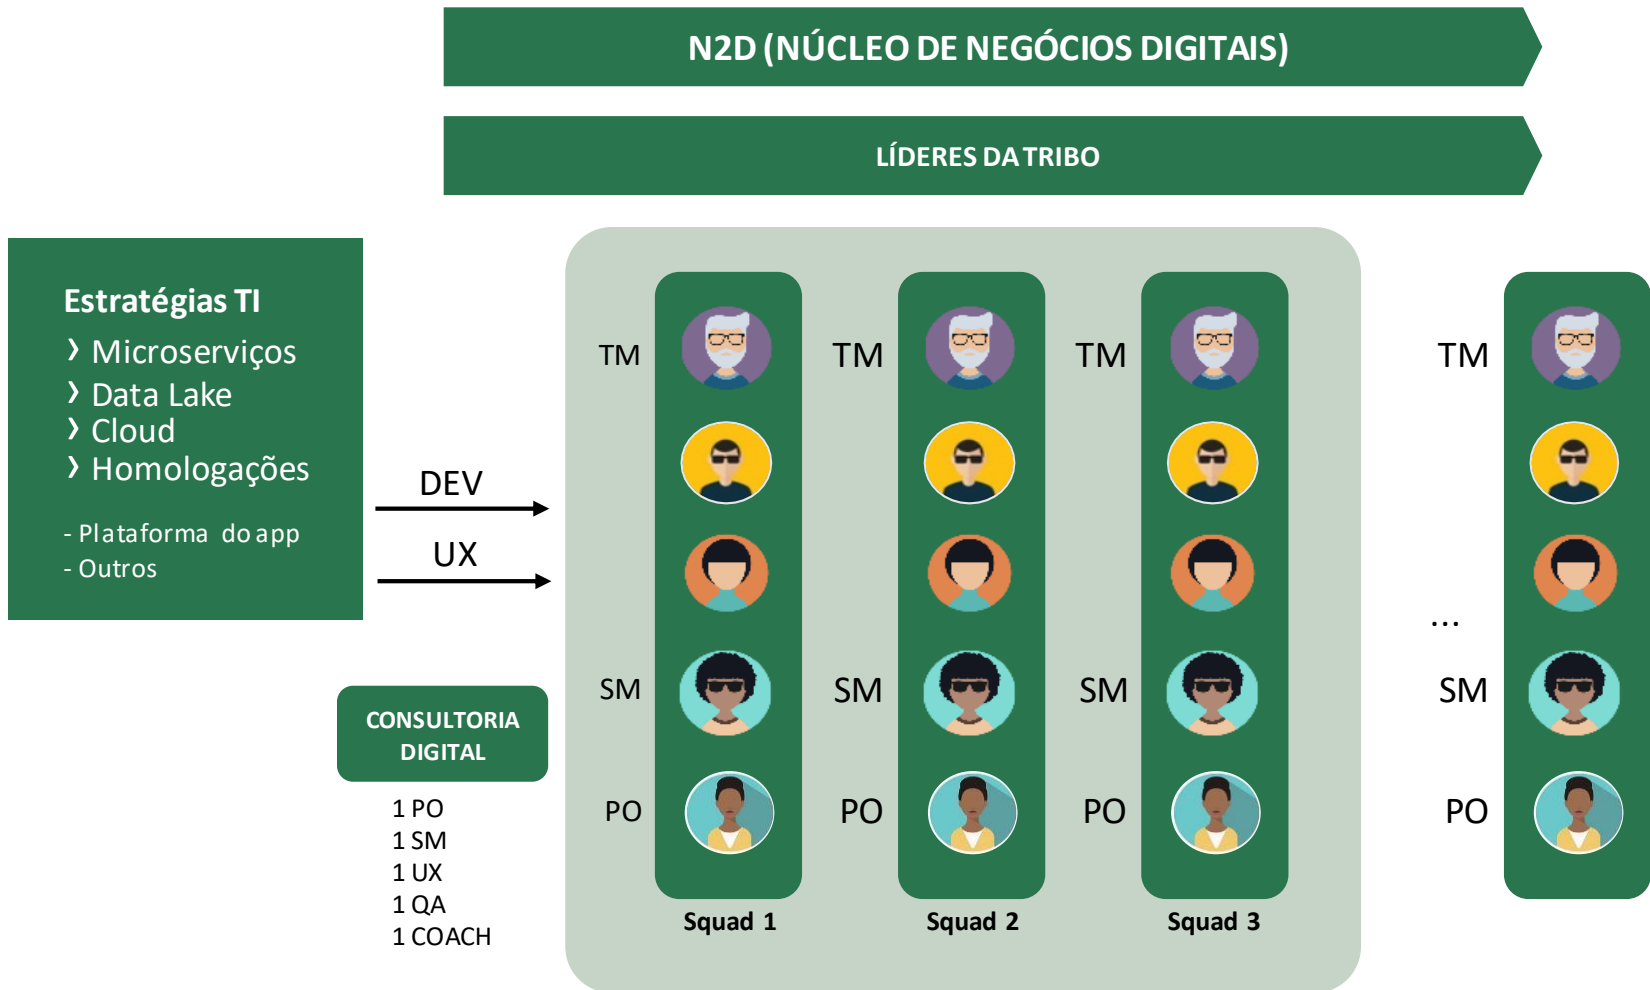 N2D (NÚCLEO DE NEGÓCIOS DIGITAIS)
LÍDERES DA TRIBO
Estratégias TI
› Microserviços
› Data Lake
› Cloud
› Homologações
- Plataforma do app
- Outros
DEV
UX
CONSULTORIA
DIGITAL
1 PO
1 SM
1 UX
1 QA
1 COACH
TM
TM
TM
TM
...
SM
SM
SM
SM
PO
PO
PO
PO
Squad 1
Squad 2
Squad 3